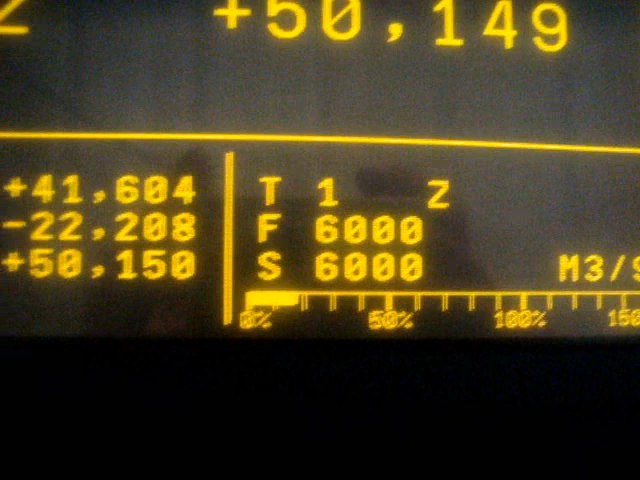 Z +50,149
+41,604 T 1 Z
-22,208 F 6000
+50,150 S 6000 M3/9
0% 50% 100% 150